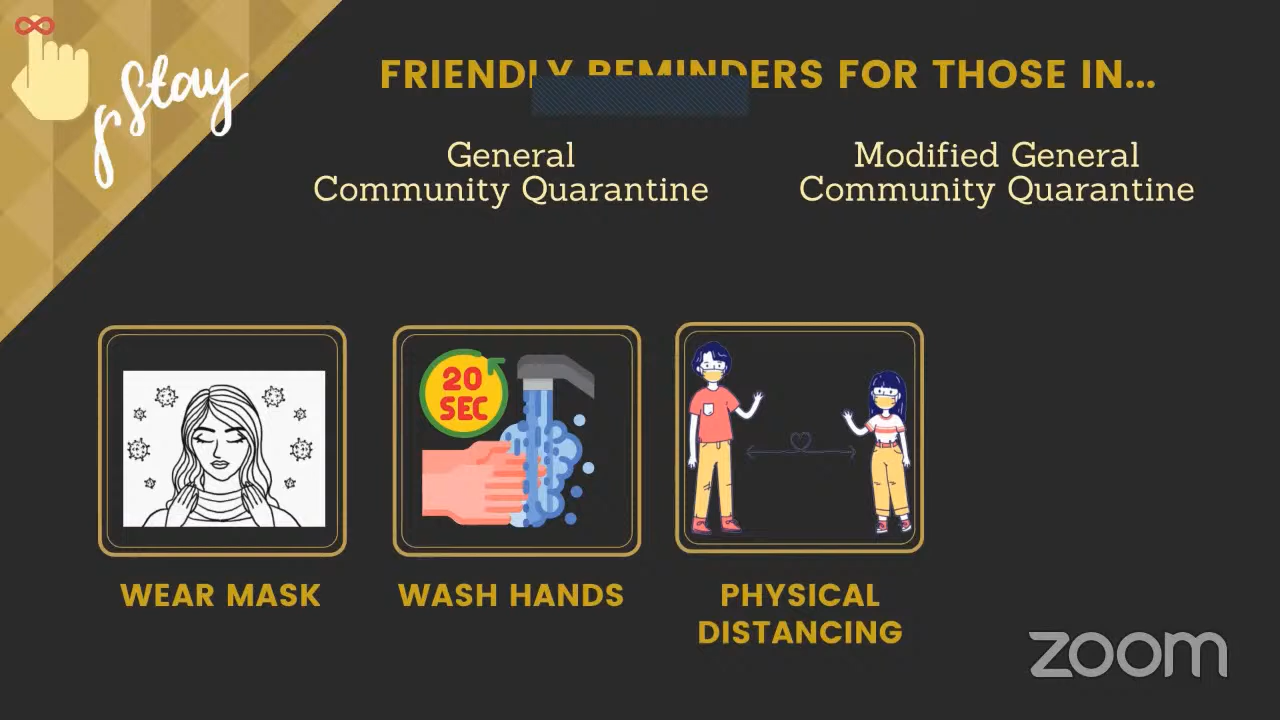 Stay
FRIENDLY REMINDERS FOR THOSE IN...
General
Community Quarantine
Modified General
Community Quarantine
20
SEC
WEAR MASK
WASH HANDS
PHYSICAL
DISTANCING
zoom